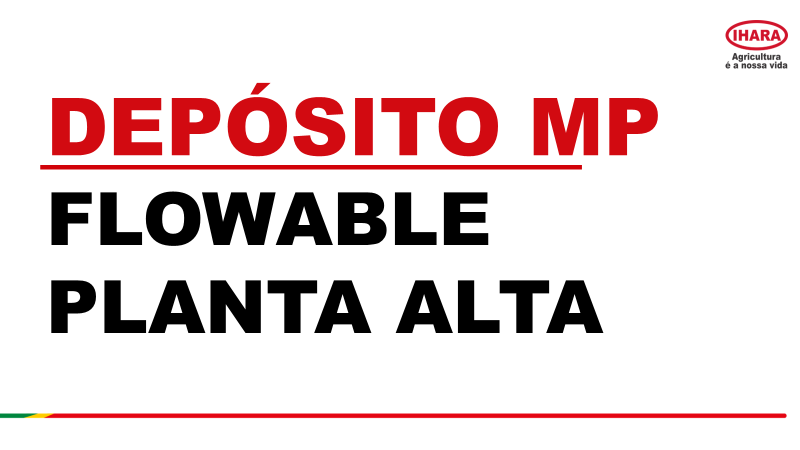 IHARA
Agricultura
é a nossa vida
DEPÓSITO MP
FLOWABLE
PLANTA ALTA